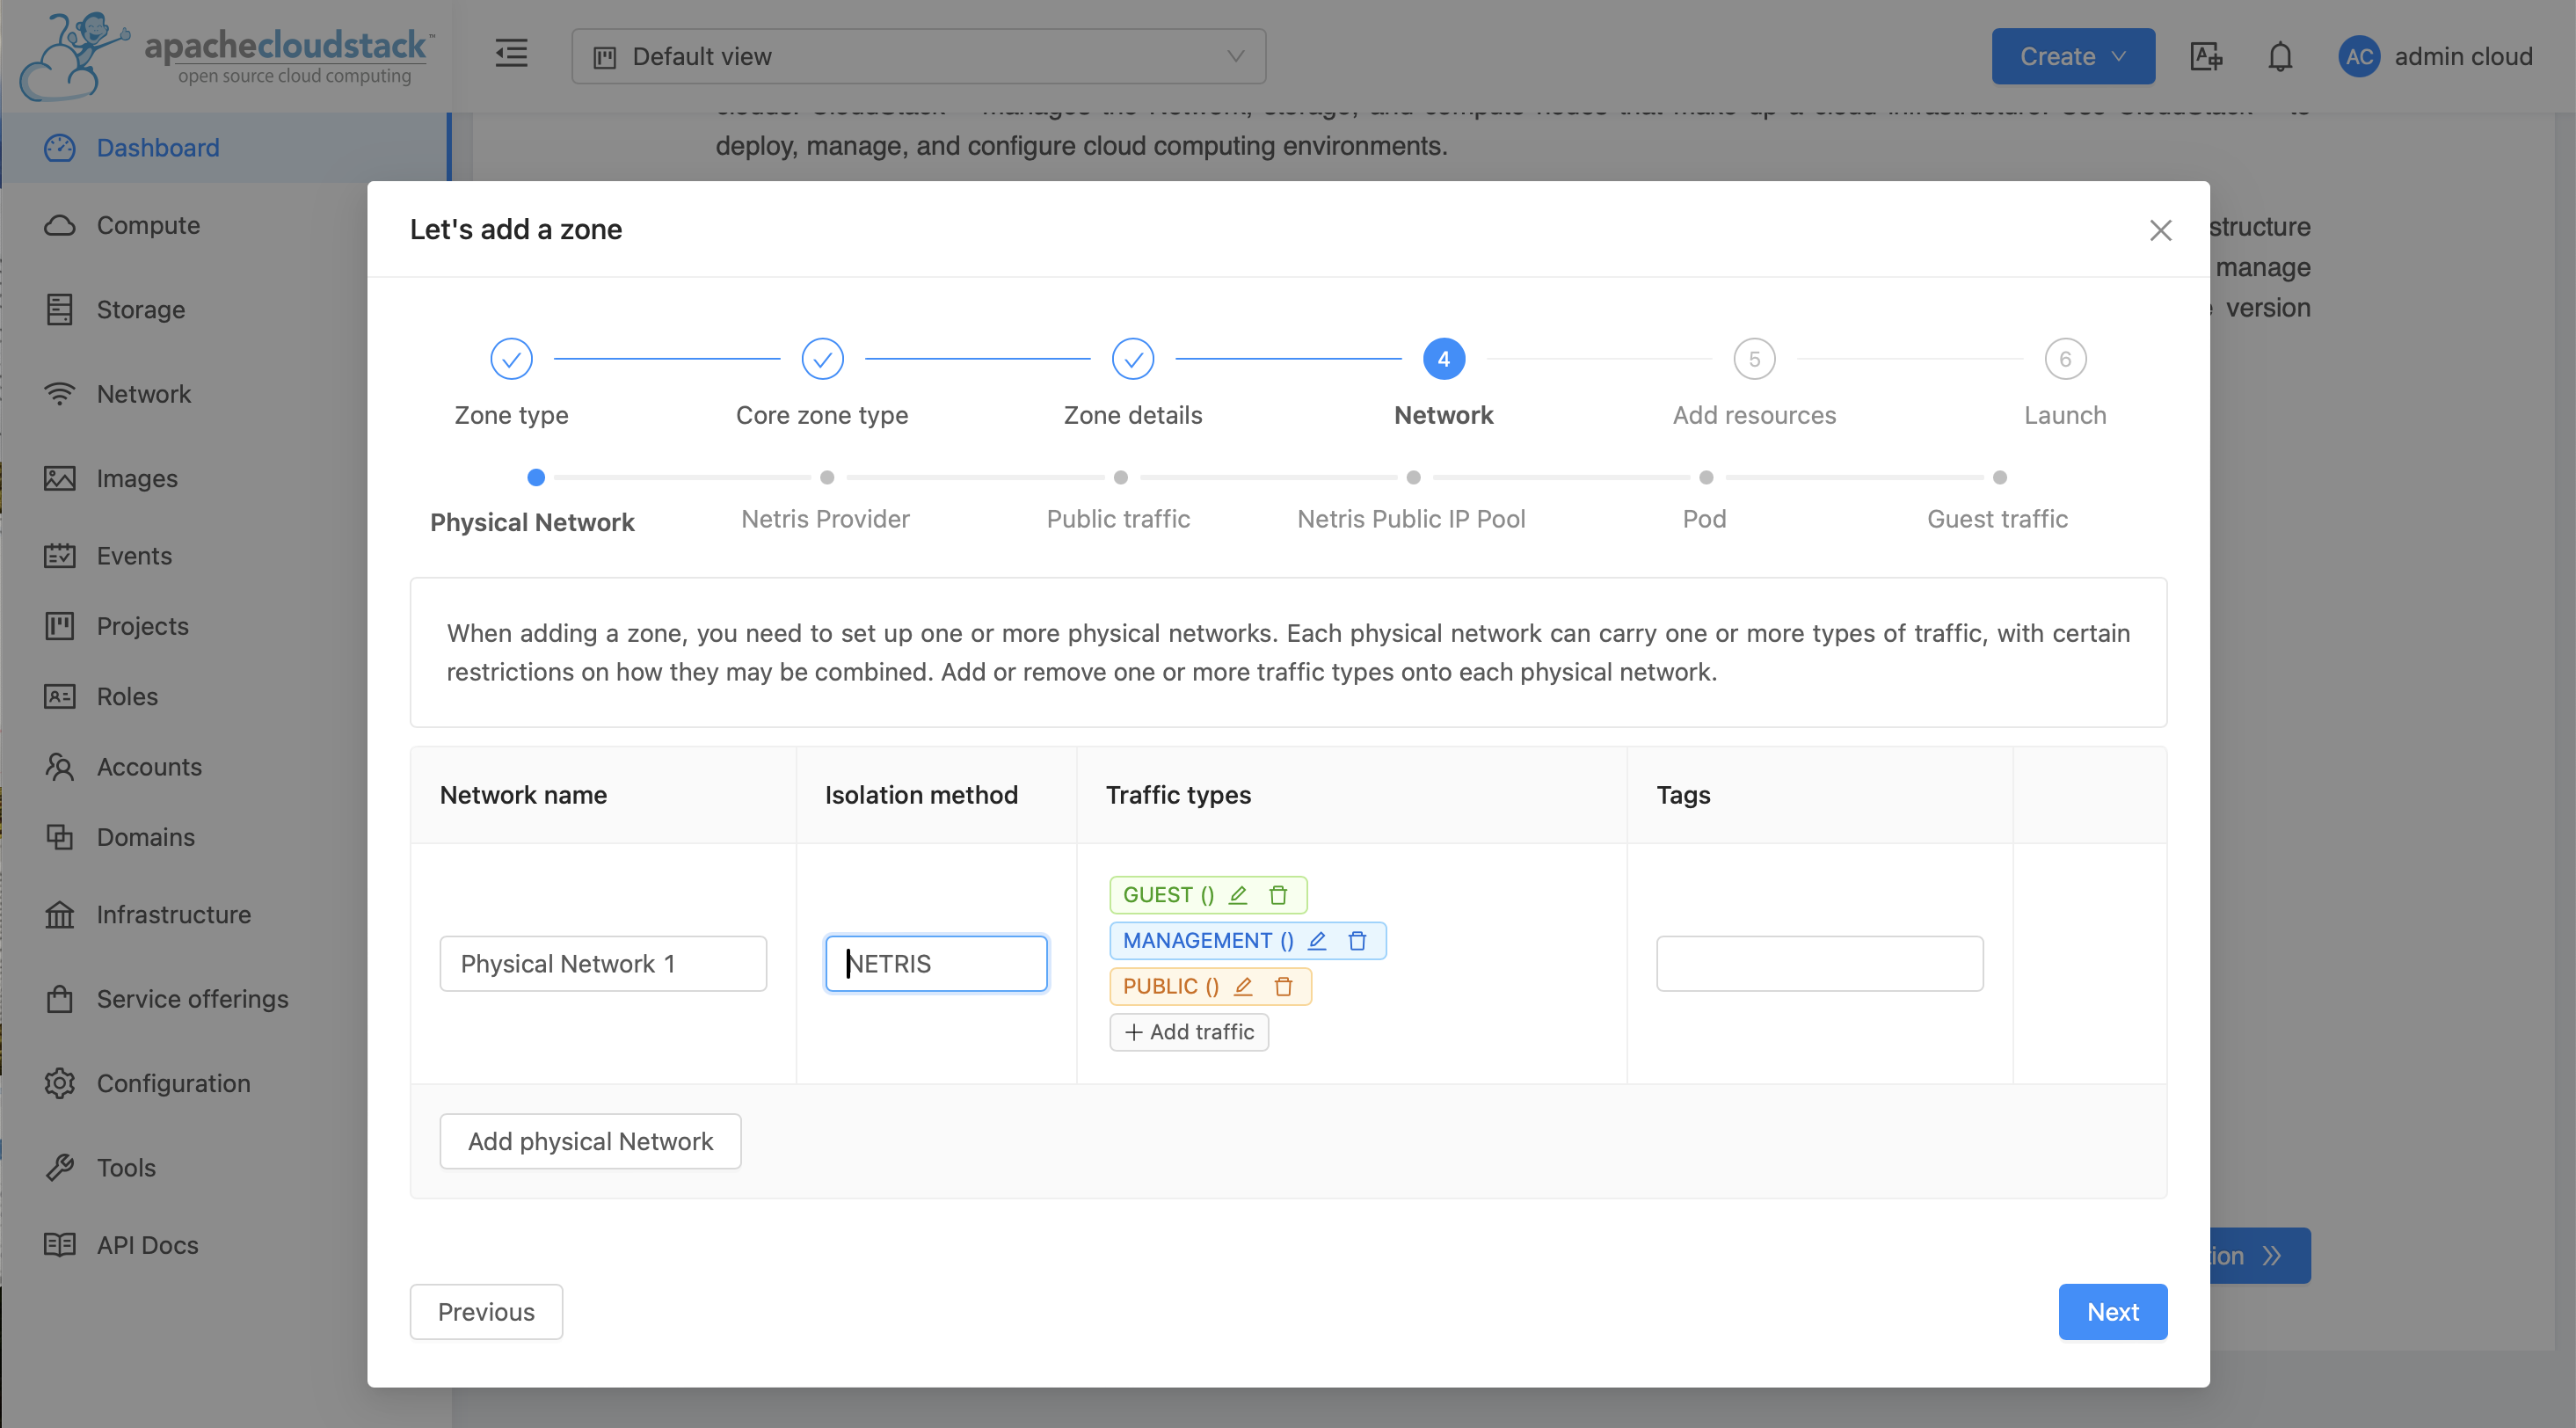 apachecloudstack™
open source cloud computing
Default view
Create
AC
admin cloud
deploy, manage, and configure cloud computing environments.
Dashboard
Compute
Storage
Network
Images
Events
Projects
Roles
Accounts
Domains
Infrastructure
Service offerings
Configuration
Tools
API Docs
structure
manage
version
Let's add a zone
4
5
6
Zone type
Core zone type
Zone details
Network
Add resources
Launch
Physical Network
Netris Provider
Public traffic
Netris Public IP Pool
Pod
Guest traffic
When adding a zone, you need to set up one or more physical networks. Each physical network can carry one or more types of traffic, with certain
restrictions on how they may be combined. Add or remove one or more traffic types onto each physical network.
Network name
Isolation method
Traffic types
Tags
Physical Network 1
NETRIS
GUEST ()
MANAGEMENT ()
PUBLIC ()
+ Add traffic
Add physical Network
Previous
Next